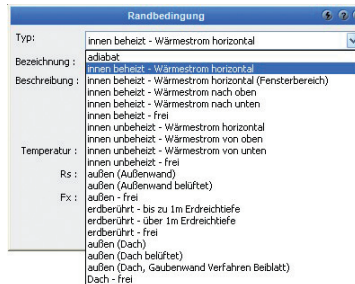 Randbedingung
Typ:
innen beheizt - Wärmestrom horizontal
Bezeichnung :
Beschreibung :
Temperatur :
Rs :
Fx :
adiabat
innen beheizt - Wärmestrom horizontal
innen beheizt - Wärmestrom horizontal (Fensterbereich)
innen beheizt - Wärmestrom nach oben
innen beheizt - Wärmestrom nach unten
innen beheizt - frei
innen unbeheizt - Wärmestrom horizontal
innen unbeheizt - Wärmestrom von oben
innen unbeheizt - Wärmestrom von unten
innen unbeheizt - frei
außen (Außenwand)
außen (Außenwand belüftet)
außen - frei
erdberührt - bis zu 1m Erdreichtiefe
erdberührt - über 1m Erdreichtiefe
erdberührt - frei
außen (Dach)
außen (Dach belüftet)
außen (Dach, Gaubenwand Verfahren Beiblatt)
Dach - frei